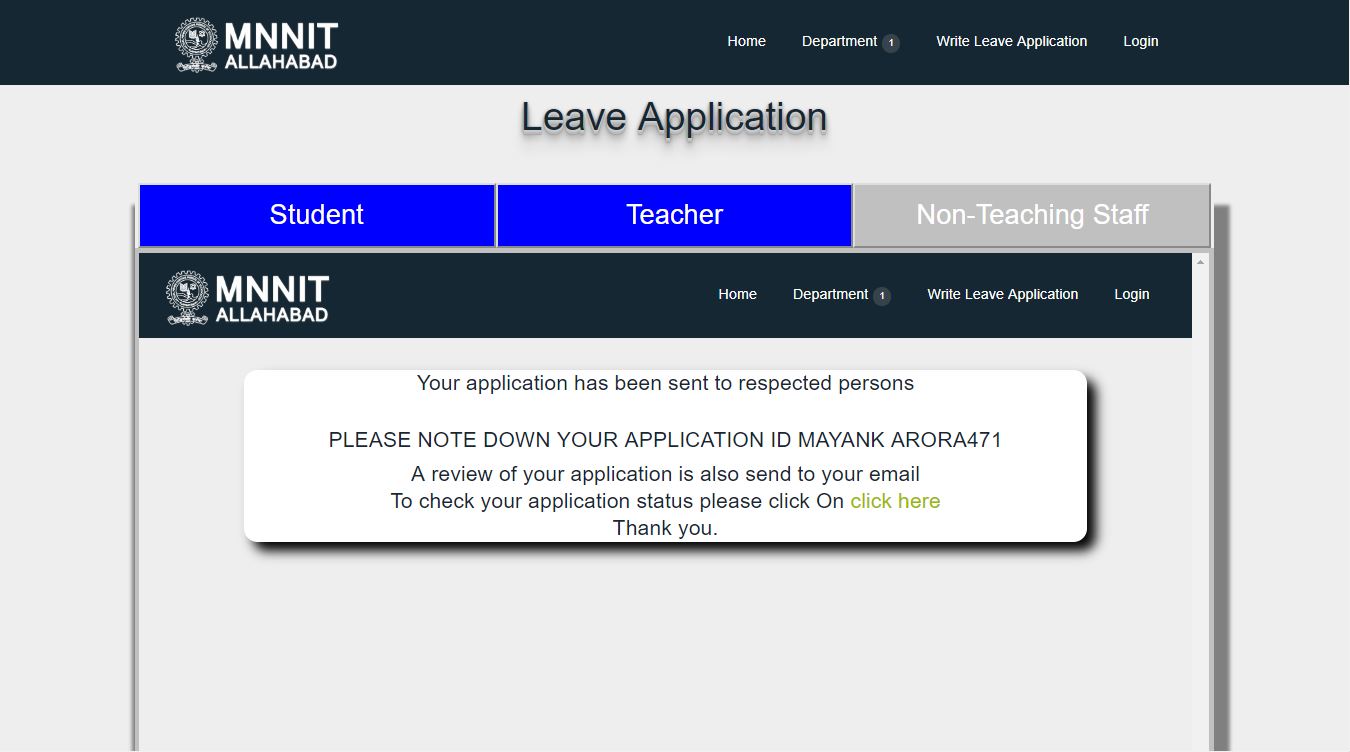 MNNIT
ALLAHABAD
Home Department 1 Write Leave Application Login
Leave Application
Student Teacher Non-Teaching Staff
MNNIT
ALLAHABAD
Home Department 1 Write Leave Application Login
Your application has been sent to respected persons
PLEASE NOTE DOWN YOUR APPLICATION ID MAYANK ARORA471
A review of your application is also send to your email
To check your application status please click On click here
Thank you.